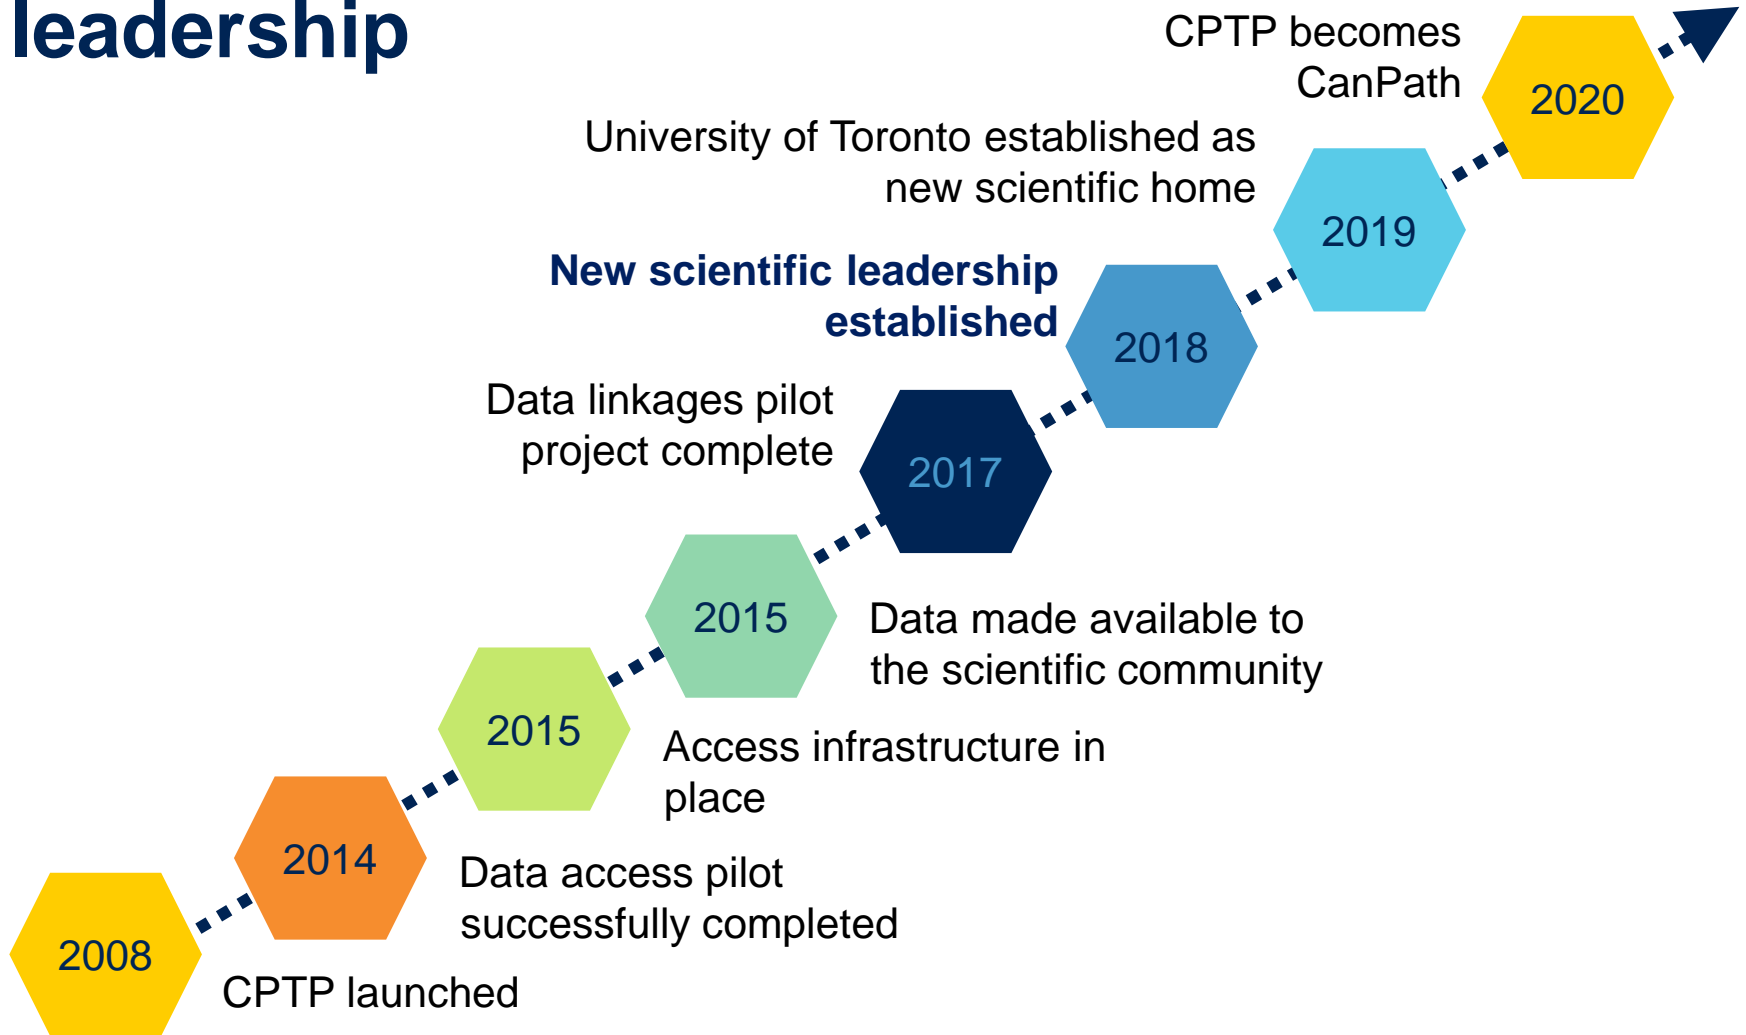 leadership
CPTP becomes
CanPath
2020
University of Toronto established as
new scientific home
2019
New scientific leadership
established
2018
Data linkages pilot
project complete
2017
2015
Data made available to
the scientific community
2015
Access infrastructure in
place
2014
Data access pilot
successfully completed
2008
CPTP launched